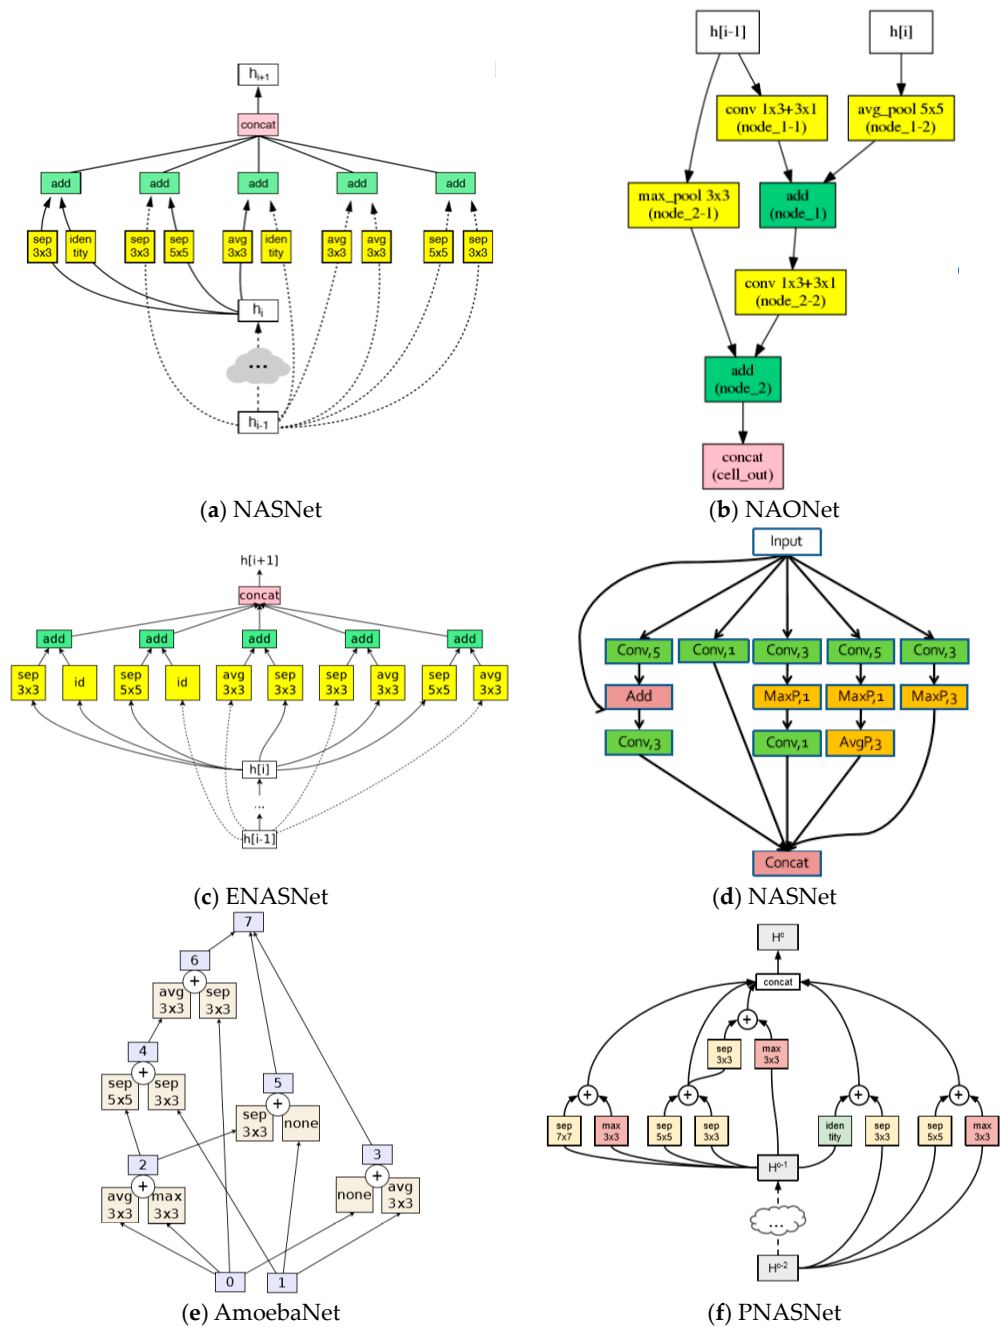 h_{i+1}
concat
add add add add add
sep 3x3 iden tity sep 3x3 sep 5x5 avg 3x3 iden tity avg 3x3 avg 3x3 sep 5x5 sep 3x3
h_i
...
h_{i-1}
(a) NASNet
h[i-1] h[i]
conv 1x3+3x1 avg_pool 5x5
(node_1-1) (node_1-2)
max_pool 3x3 add
(node_2-1) (node_1)
conv 1x3+3x1
(node_2-2)
add
(node_2)
concat
(cell_out)
(b) NAONet
h[i+1]
concat
add add add add add
sep 3x3 id sep 5x5 id avg 3x3 sep 3x3 sep 3x3 avg 3x3 sep 5x5 avg 3x3
h[i]
...
h[i-1]
(c) ENASNet
Input
Conv,5 Conv,1 Conv,3 Conv,5 Conv,3
Add MaxP,1 MaxP,1 MaxP,3
Conv,3 Conv,1 AvgP,3
Concat
(d) NASNet
7
6
+
avg 3x3 sep 3x3
4
+
sep 5x5 sep 3x3
5
+
sep 3x3 none
2
+
avg 3x3 max 3x3
3
+
none avg 3x3
0 1
(e) AmoebaNet
H^c
concat
+
sep 3x3 max 3x3
+ + + +
sep 7x7 max 3x3 sep 5x5 sep 3x3 iden tity sep 3x3 sep 5x5 max 3x3
H^{c-1}
...
H^{c-2}
(f) PNASNet